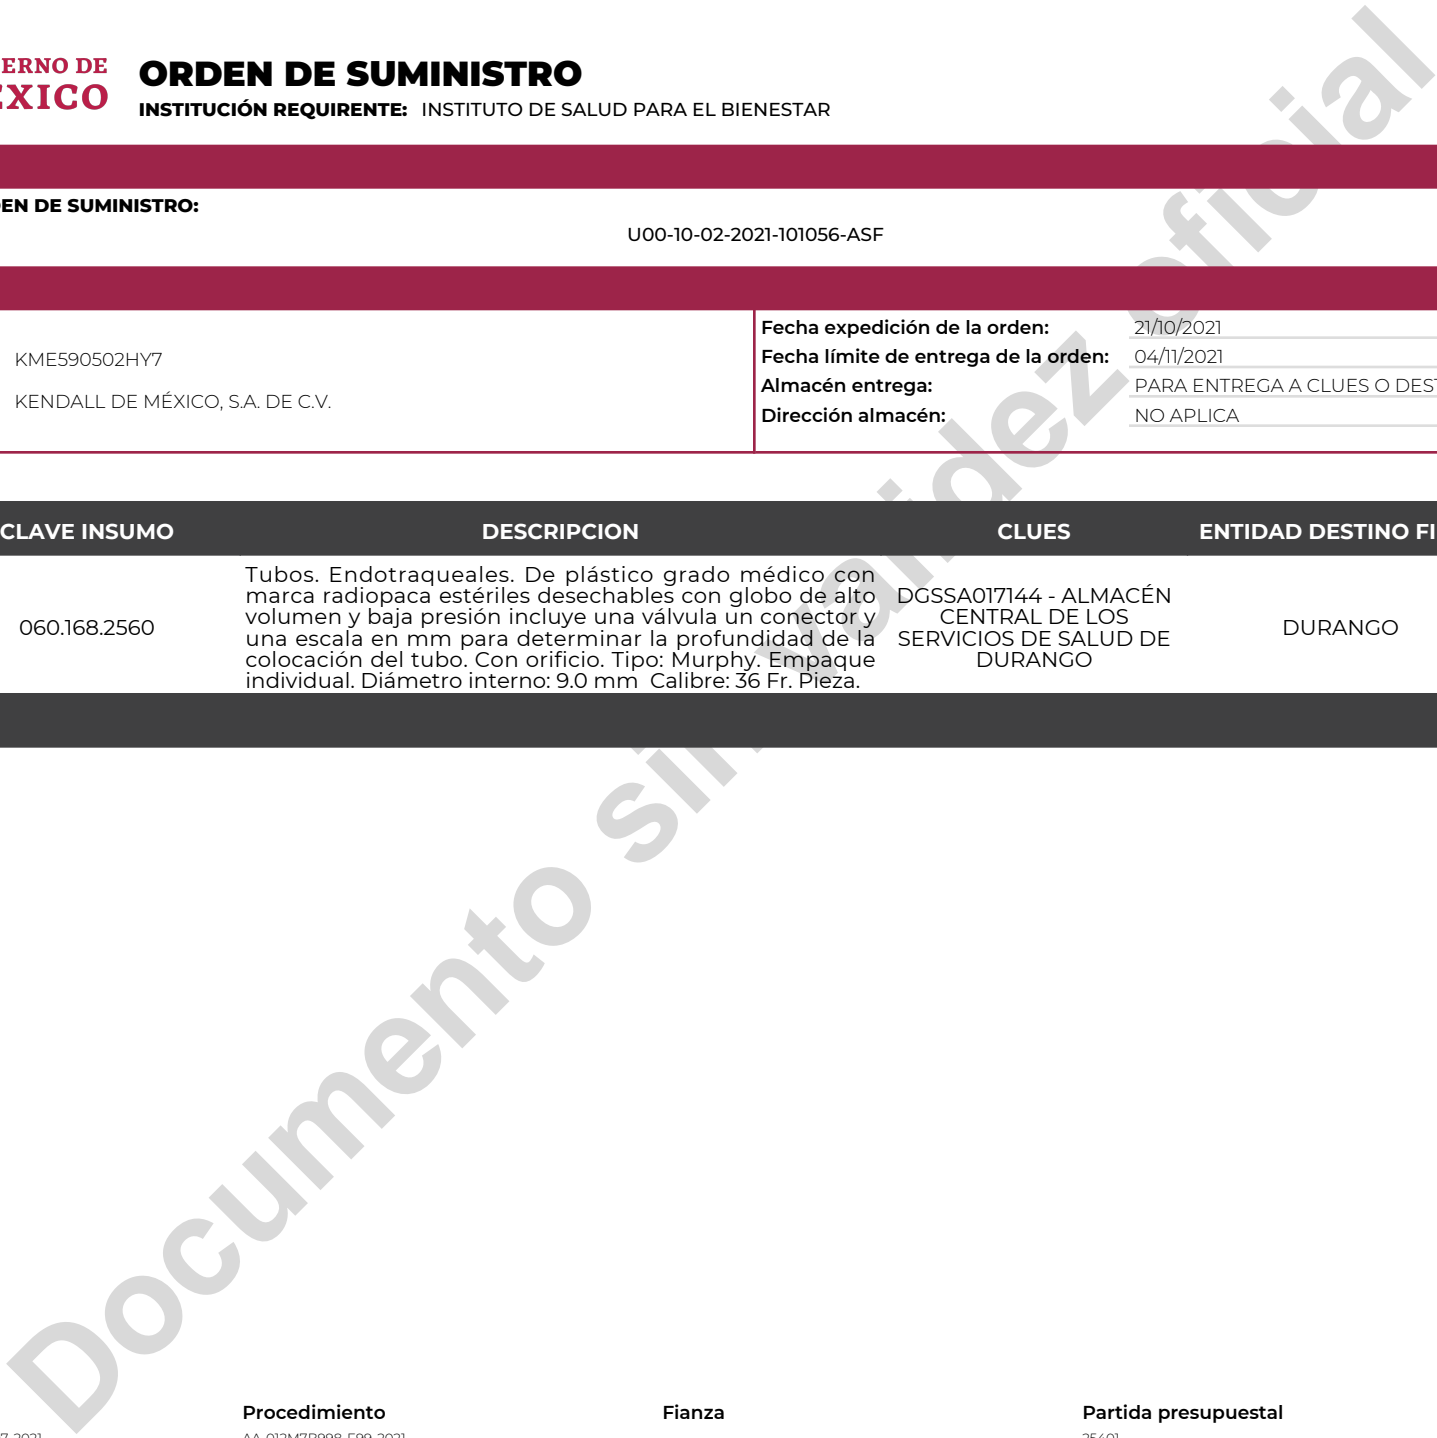 ERNO DE
ÉXICO
ORDEN DE SUMINISTRO
INSTITUCIÓN REQUIRENTE: INSTITUTO DE SALUD PARA EL BIENESTAR
EN DE SUMINISTRO:
U00-10-02-2021-101056-ASF
KME590502HY7
KENDALL DE MÉXICO, S.A. DE C.V.
Fecha expedición de la orden: 21/10/2021
Fecha límite de entrega de la orden: 04/11/2021
Almacén entrega: PARA ENTREGA A CLUES O DEST
Dirección almacén: NO APLICA
CLAVE INSUMO DESCRIPCION CLUES ENTIDAD DESTINO FI
060.168.2560
Tubos. Endotraqueales. De plástico grado médico con
marca radiopaca estériles desechables con globo de alto
volumen y baja presión incluye una válvula un conector y
una escala en mm para determinar la profundidad de la
colocación del tubo. Con orificio. Tipo: Murphy. Empaque
individual. Diámetro interno: 9.0 mm Calibre: 36 Fr. Pieza.
DGSSA017144 - ALMACÉN
CENTRAL DE LOS
SERVICIOS DE SALUD DE
DURANGO
DURANGO
Documento sin validez oficial
Procedimiento Fianza Partida presupuestal